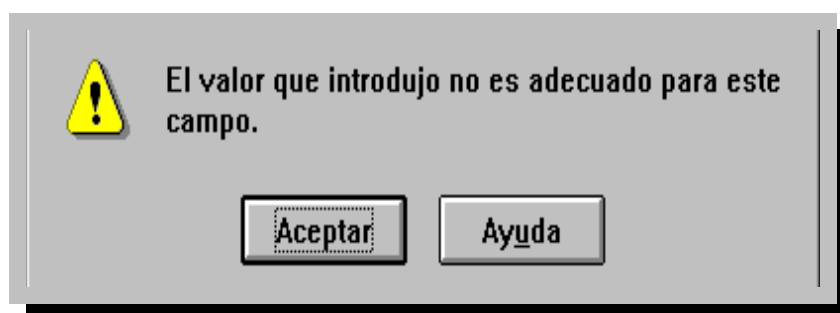 El valor que introdujo no es adecuado para este
campo.
Aceptar Ayuda